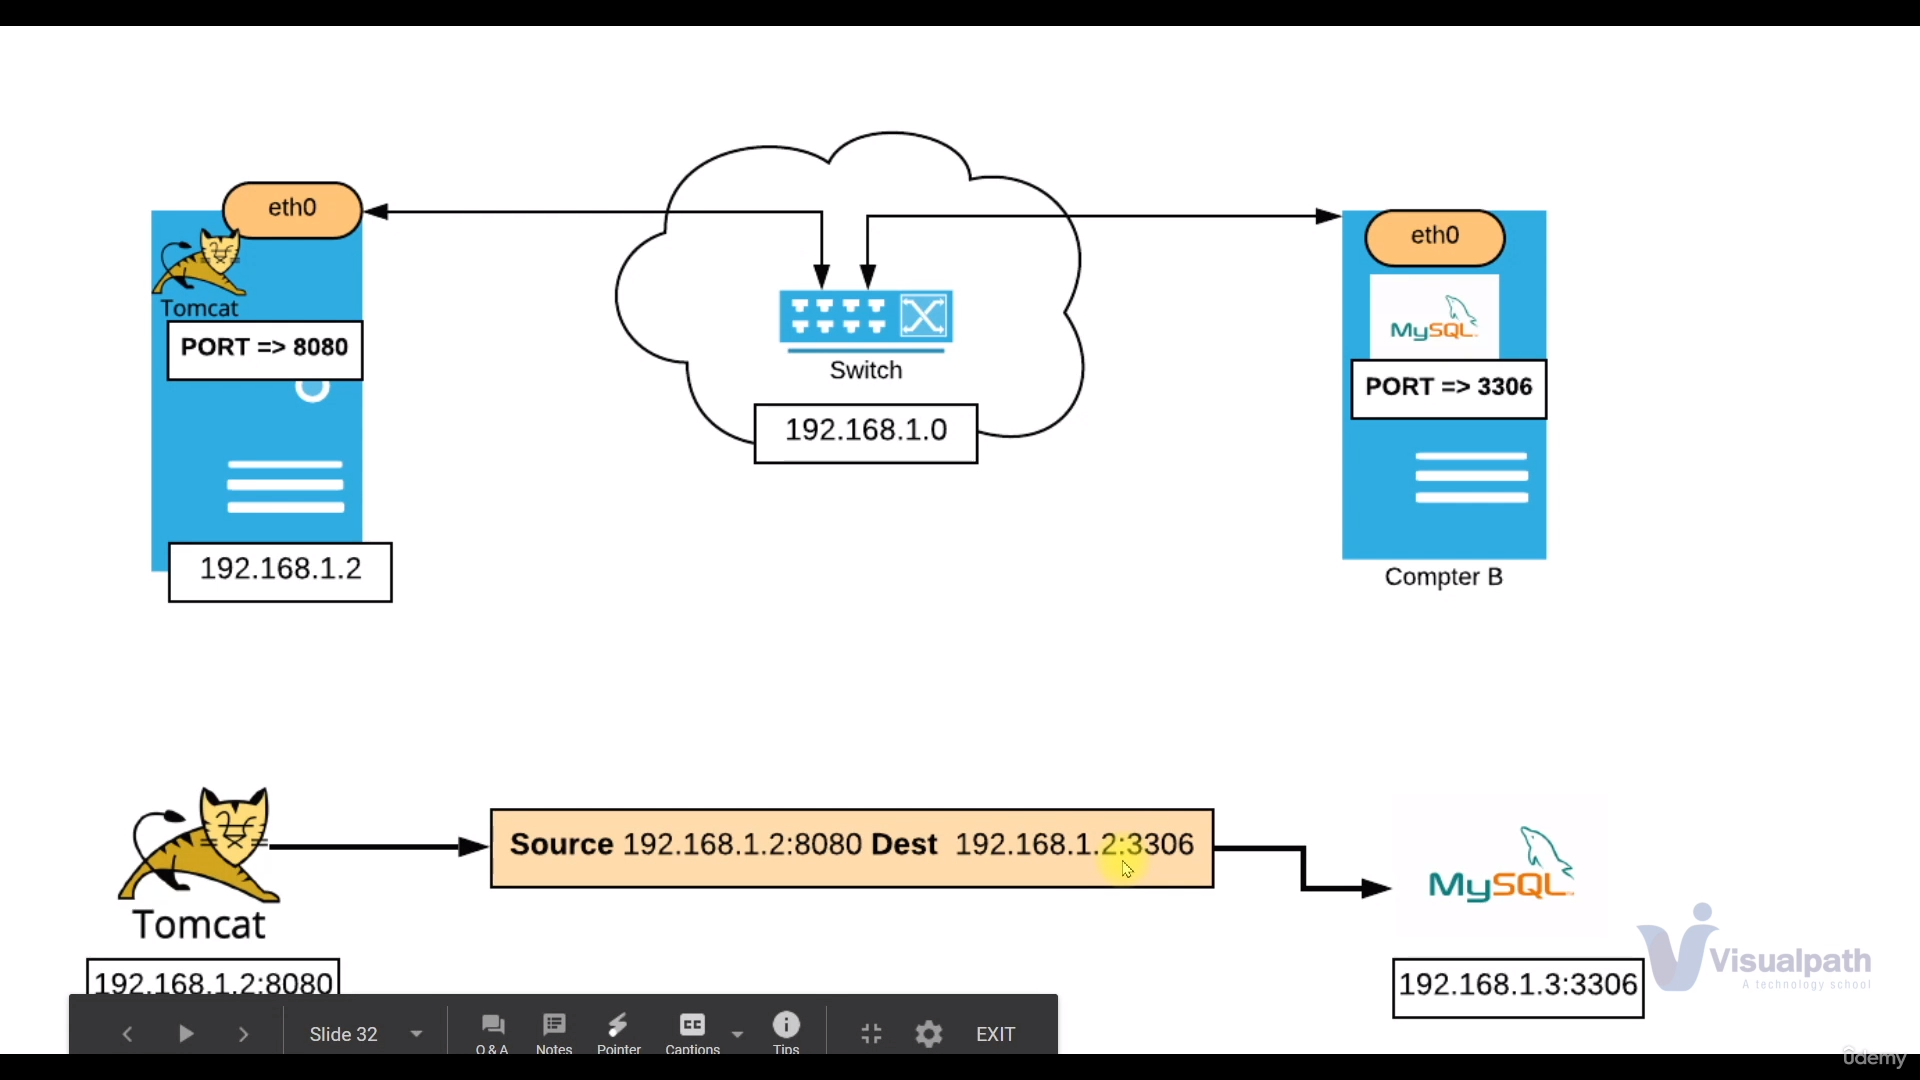 eth0
Tomcat
PORT => 8080
192.168.1.2
Switch
192.168.1.0
eth0
MySQL
PORT => 3306
Compter B
Tomcat
192.168.1.2:8080
Source 192.168.1.2:8080 Dest 192.168.1.2:3306
MySQL
192.168.1.3:3306
Visualpath
A technology school
Slide 32
Q & A
Notes
Pointer
CC
Captions
Tips
EXIT
ûdemy